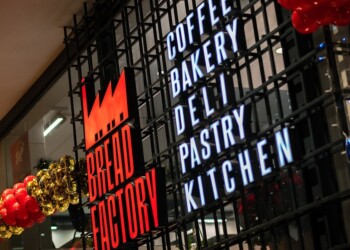 BREAD
FACTORY
COFFEE
BAKERY
DELI
PASTRY
KITCHEN